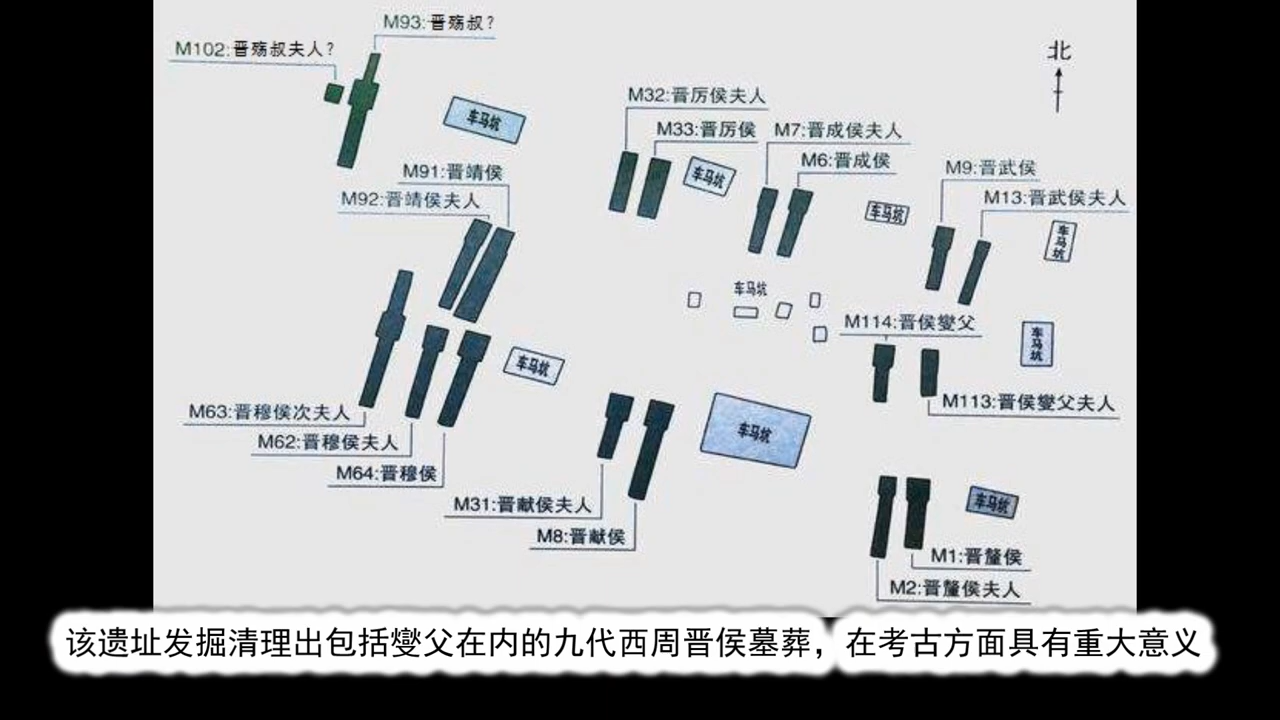 M93:晋殇叔?
M102:晋殇叔夫人?
北
车马坑
M32:晋厉侯夫人
M33:晋厉侯
车马坑
M7:晋成侯夫人
M6:晋成侯
车马坑
M9:晋武侯
M13:晋武侯夫人
车马坑
M91:晋靖侯
M92:晋靖侯夫人
车马坑
M114:晋侯燮父
车马坑
M113:晋侯燮父夫人
车马坑
M63:晋穆侯次夫人
M62:晋穆侯夫人
M64:晋穆侯
车马坑
M31:晋献侯夫人
M8:晋献侯
车马坑
M1:晋釐侯
M2:晋釐侯夫人
该遗址发掘清理出包括燮父在内的九代西周晋侯墓葬，在考古方面具有重大意义